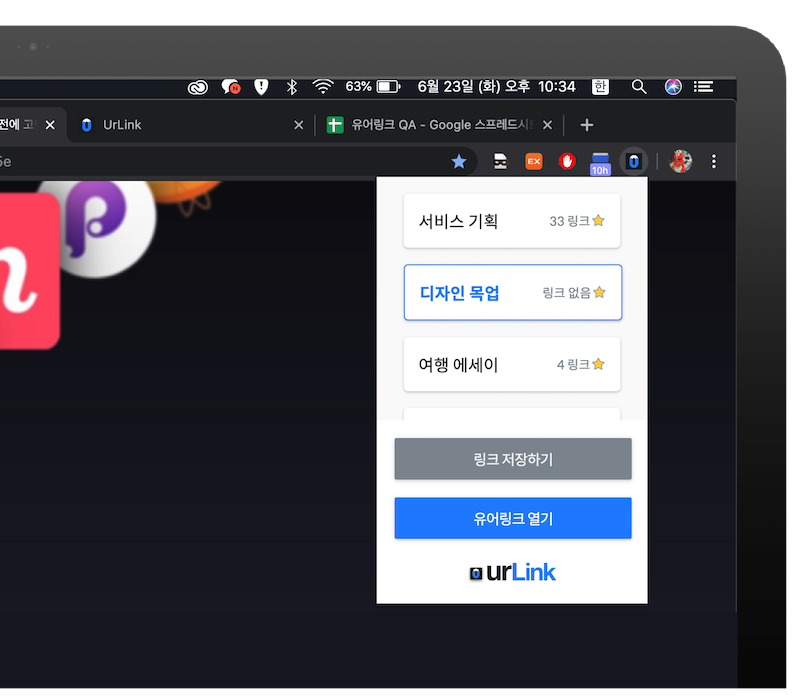 63% 6월 23일 (화) 오후 10:34 한
전에 고 UrLink 유어링크 QA - Google 스프레드시트
5e EX 10h
서비스 기획 33 링크
디자인 목업 링크 없음
여행 에세이 4 링크
링크 저장하기
유어링크 열기
urLink